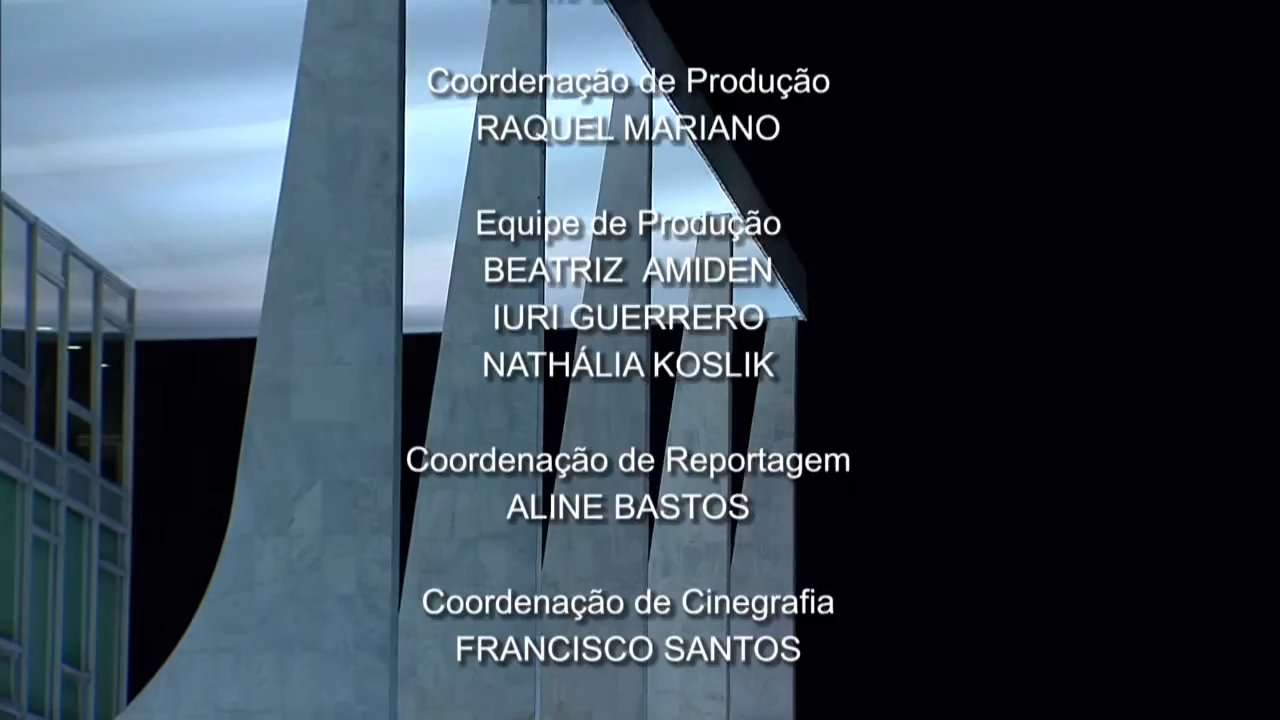 Coordenação de Produção
RAQUEL MARIANO
Equipe de Produção
BEATRIZ  AMIDEN
IURI GUERRERO
NATHÁLIA KOSLIK
Coordenação de Reportagem
ALINE BASTOS
Coordenação de Cinegrafia
FRANCISCO SANTOS